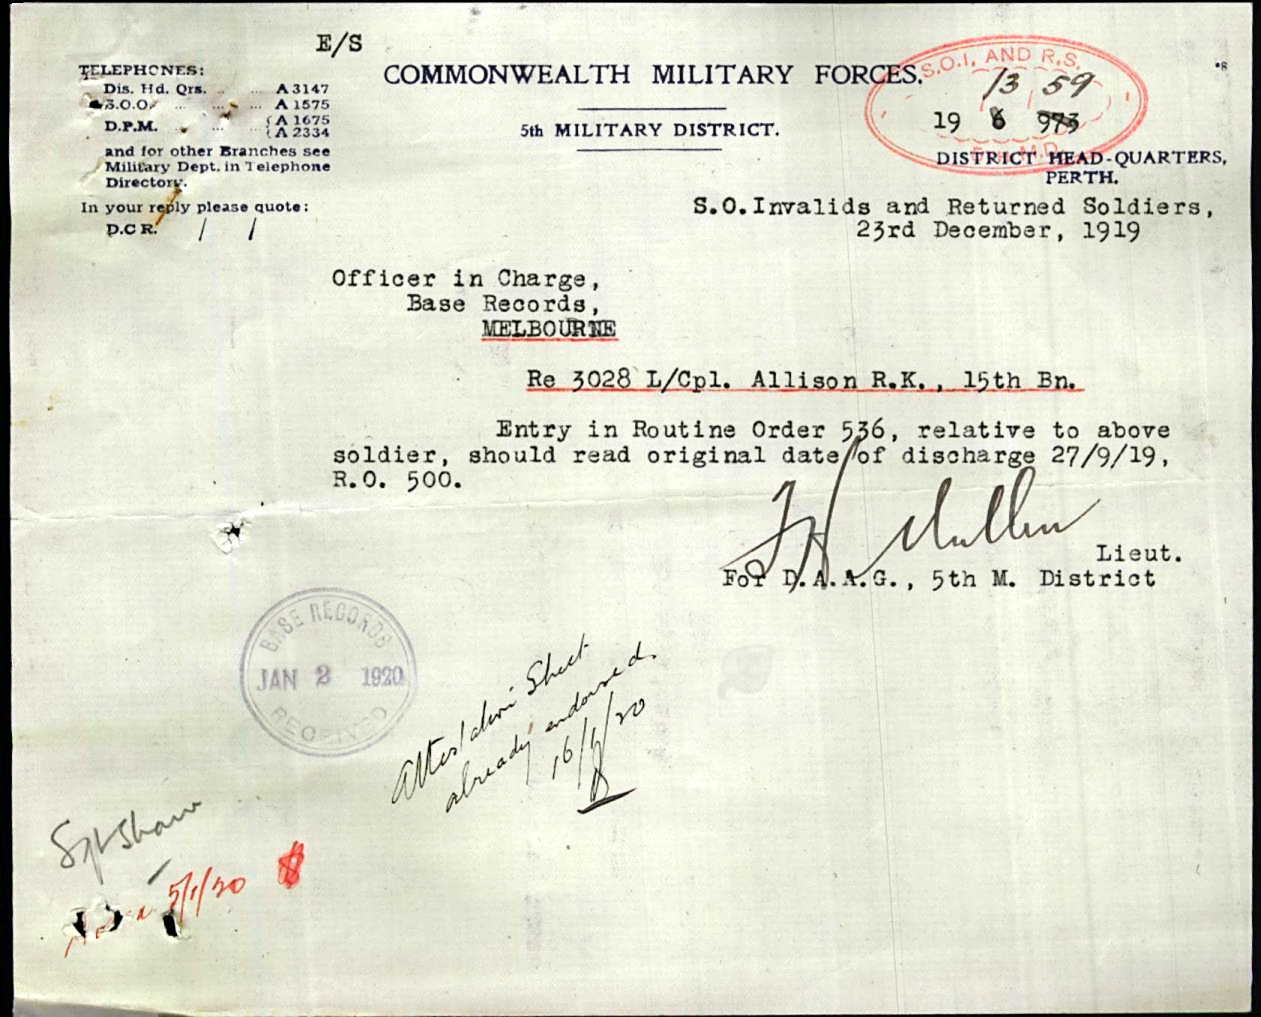 E/S
TELEPHONES:
Dis. Hd. Qrs. ... ... A 3147
S.O.O. ... ... A 1575
D.P.M. ... { A 1675
{ A 2334
and for other Branches see
Military Dept. in Telephone
Directory.
In your reply please quote:
D.C R. / /
COMMONWEALTH MILITARY FORCES.
5th MILITARY DISTRICT.
S.O.I. AND R.S.
13 59
19 6 973
M.D.
DISTRICT HEAD-QUARTERS,
PERTH.
S.O.Invalids and Returned Soldiers,
23rd December, 1919
Officer in Charge,
Base Records,
MELBOURNE
Re 3028 L/Cpl. Allison R.K., 15th Bn.
Entry in Routine Order 536, relative to above
soldier, should read original date of discharge 27/9/19,
R.O. 500.
Lieut.
For D.A.A.G., 5th M. District
BASE RECORDS
JAN 2 1920
RECEIVED
Attestation Sheet
already endorsed
16/1/20
Sgt Shaw
5/1/20